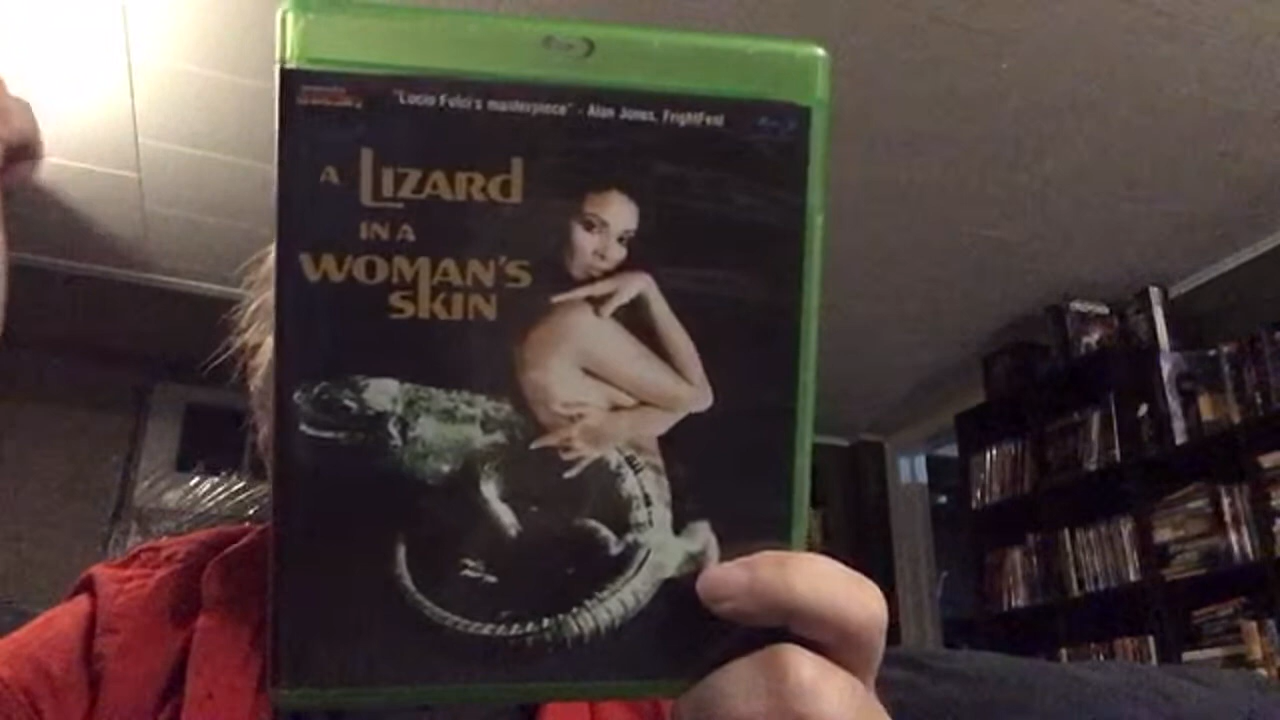 "Lucio Fulci's masterpiece" - Alan Jones, FrightFest
A LIZARD
IN A
WOMAN'S
SKIN